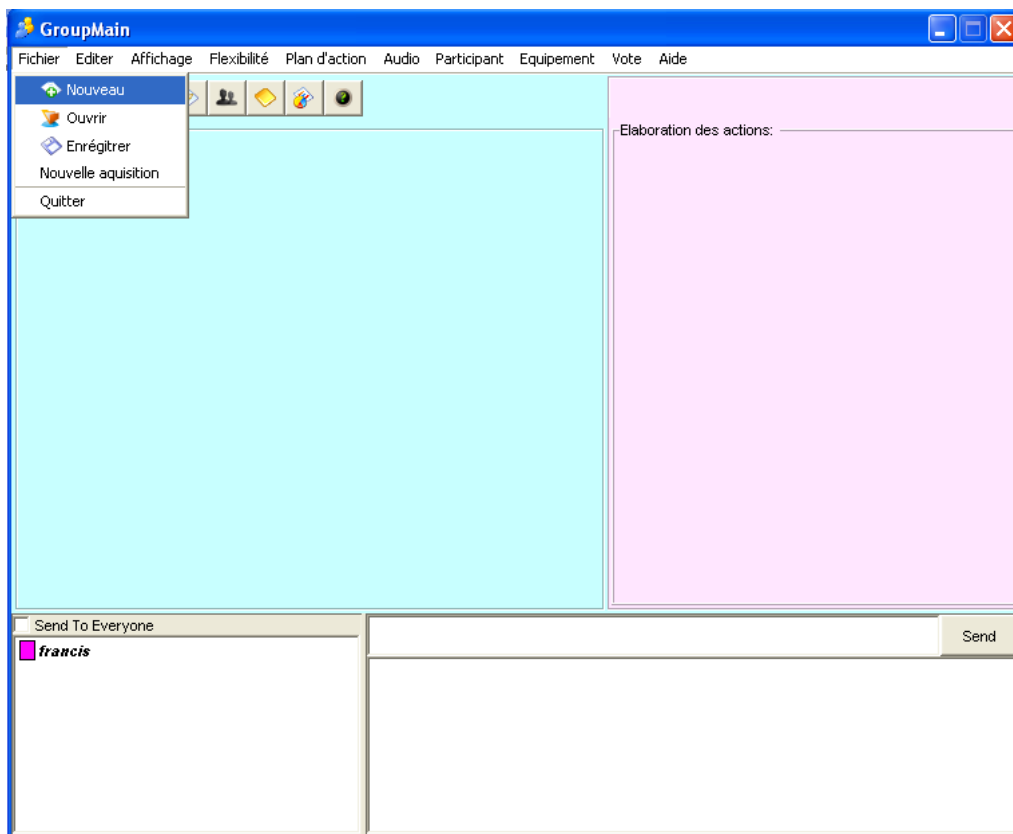 GroupMain
Fichier Editer Affichage Flexibilité Plan d'action Audio Participant Equipement Vote Aide
Nouveau
Ouvrir
Enrégitrer
Nouvelle aquisition
Quitter
Elaboration des actions:
Send To Everyone
francis
Send